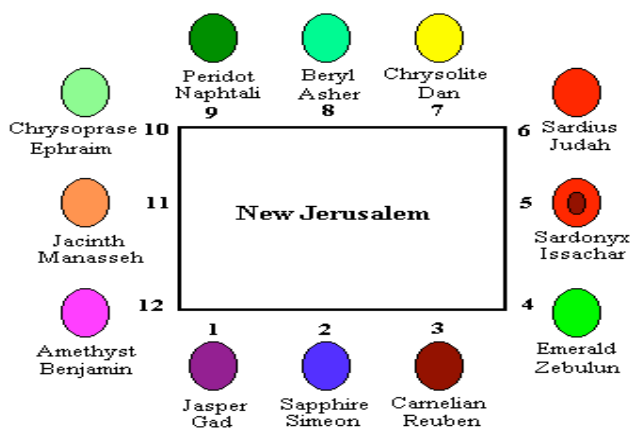 Peridot
Naphtali
9
Beryl
Asher
8
Chrysolite
Dan
7
Chrysoprase
Ephraim
10
6
Sardius
Judah
Jacinth
Manasseh
11
New Jerusalem
5
Sardonyx
Issachar
Amethyst
Benjamin
12
4
Emerald
Zebulun
1
Jasper
Gad
2
Sapphire
Simeon
3
Carnelian
Reuben